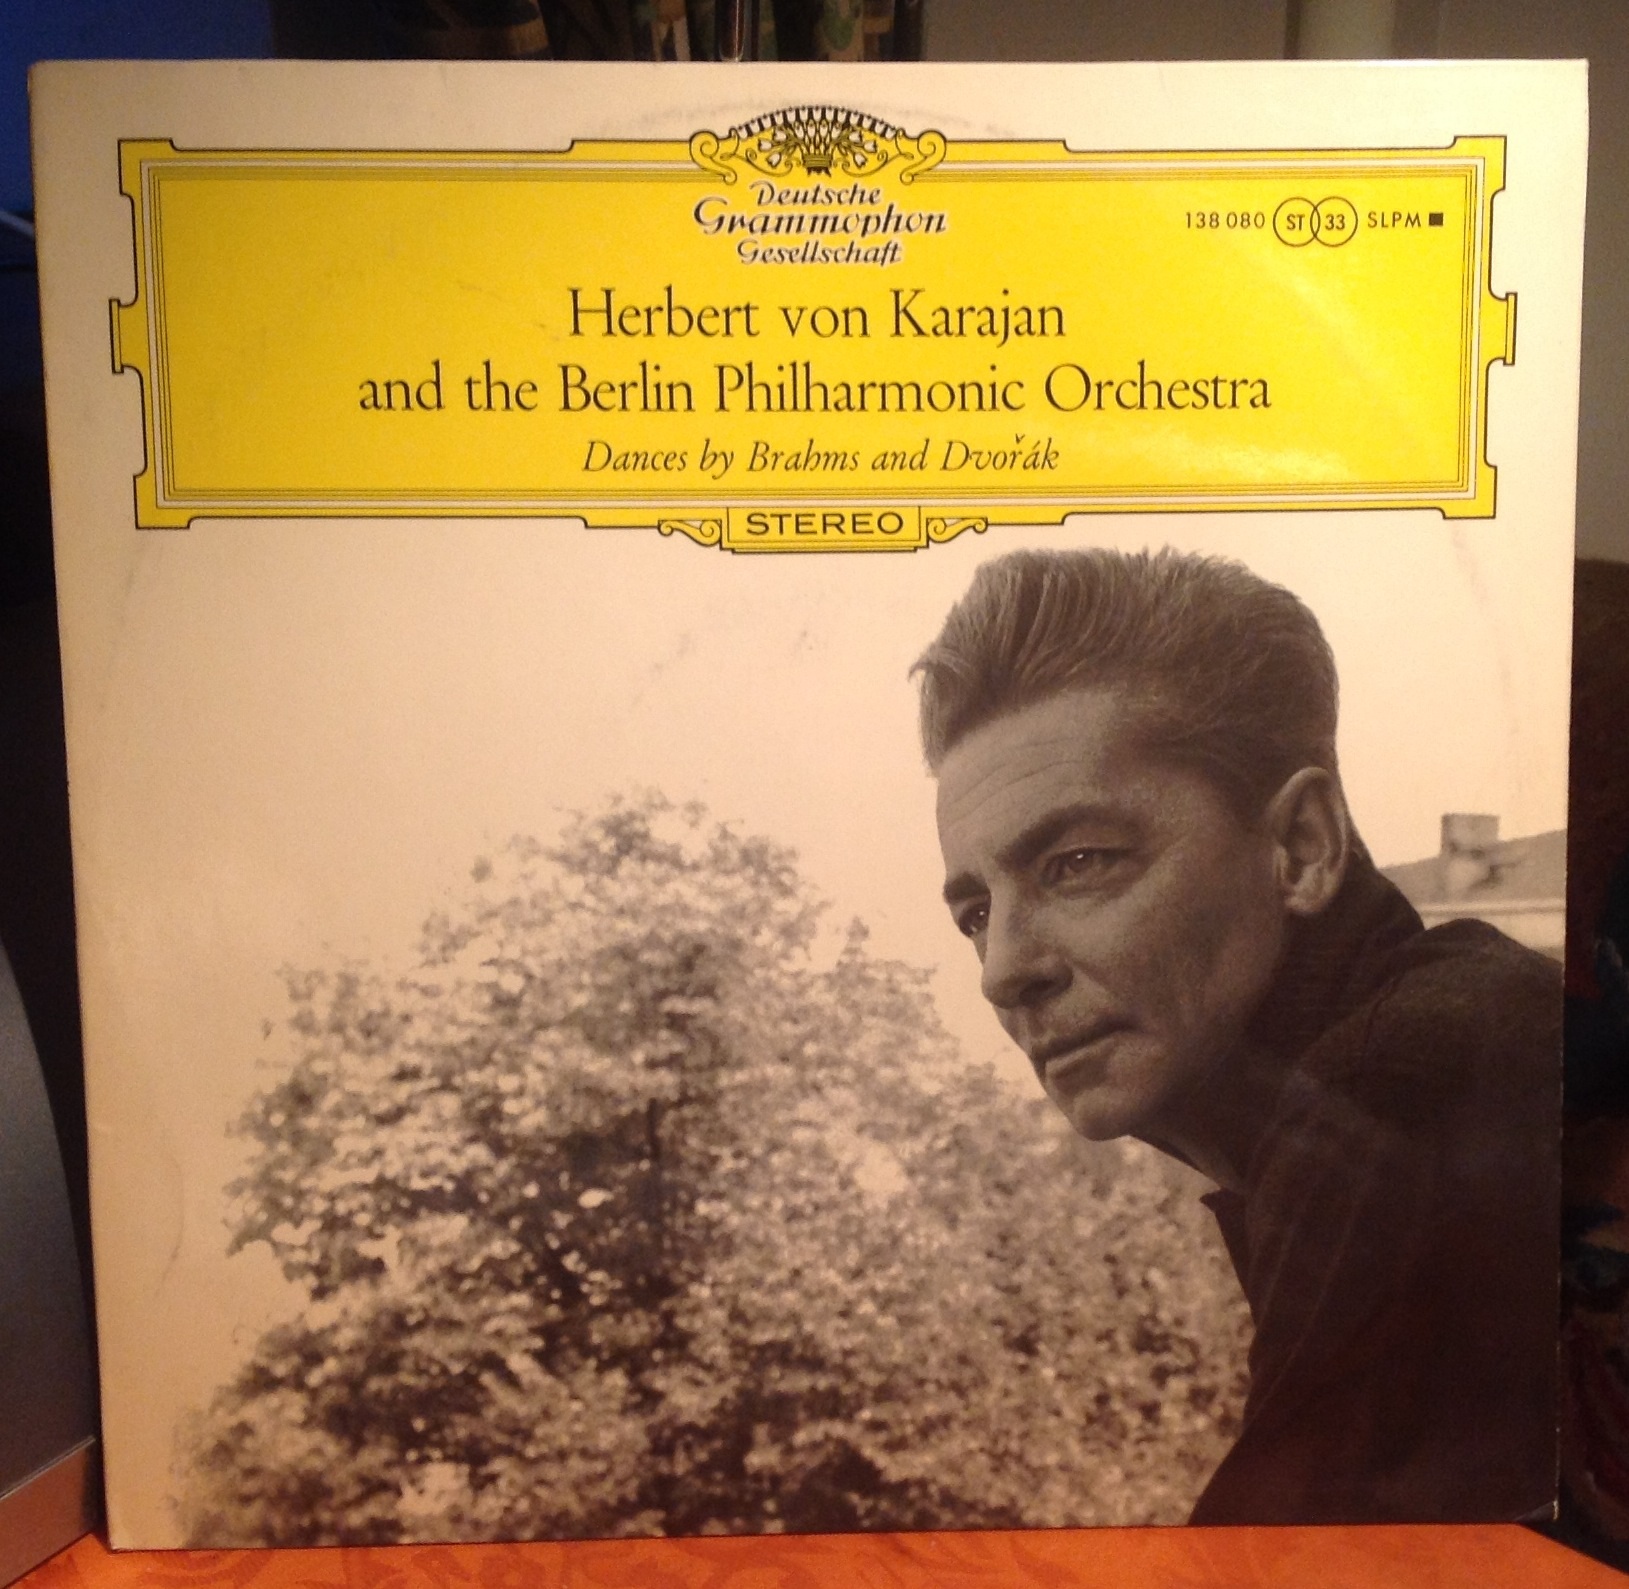 Deutsche
Grammophon
Gesellschaft
138 080 ST 33 SLPM ■
Herbert von Karajan
and the Berlin Philharmonic Orchestra
Dances by Brahms and Dvořák
STEREO